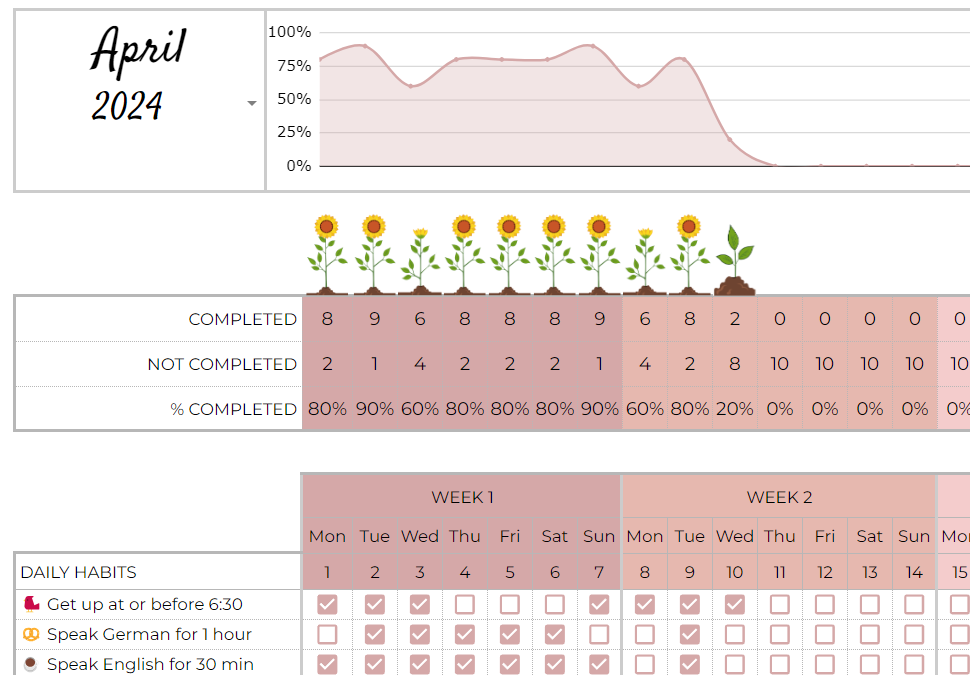 April
2024
100%
75%
50%
25%
0%
COMPLETED 8 9 6 8 8 8 9 6 8 2 0 0 0 0 0
NOT COMPLETED 2 1 4 2 2 2 1 4 2 8 10 10 10 10 10
% COMPLETED 80% 90% 60% 80% 80% 80% 90% 60% 80% 20% 0% 0% 0% 0% 0%
WEEK 1 WEEK 2
Mon Tue Wed Thu Fri Sat Sun Mon Tue Wed Thu Fri Sat Sun Mon
DAILY HABITS 1 2 3 4 5 6 7 8 9 10 11 12 13 14 15
Get up at or before 6:30
Speak German for 1 hour
Speak English for 30 min